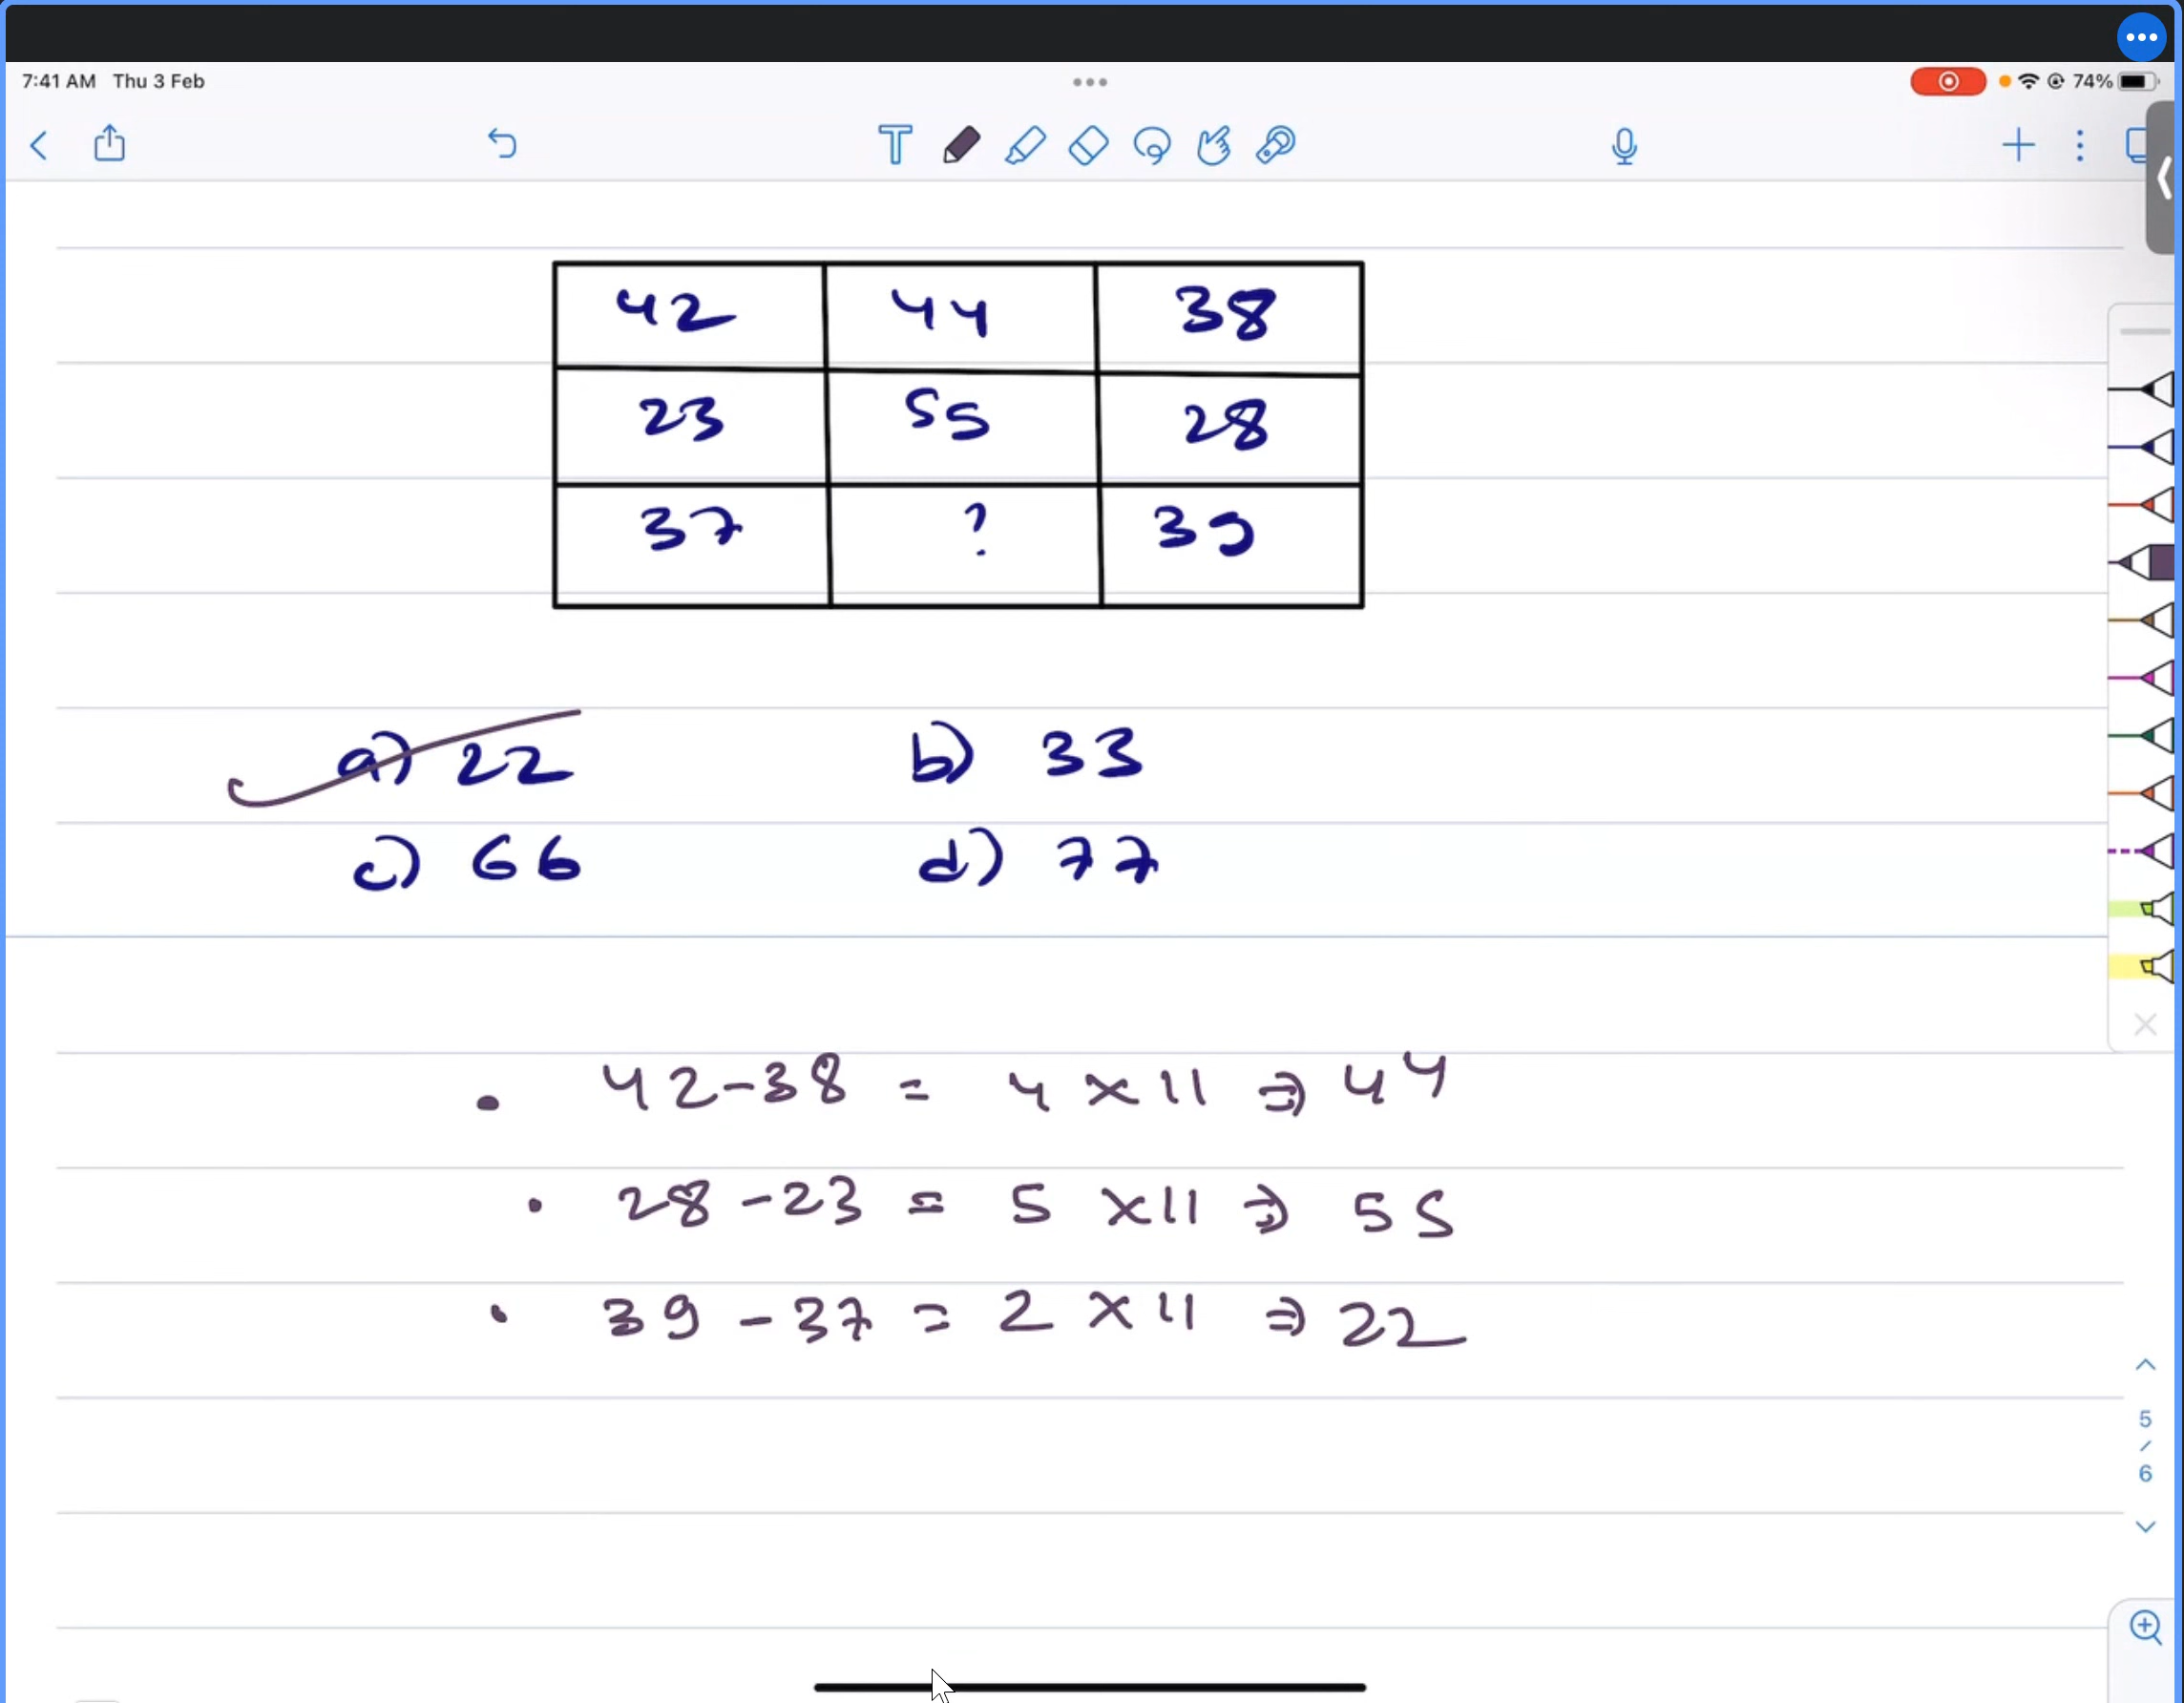 7:41 AM Thu 3 Feb 74%
42 44 38
23 55 28
37 ? 39
a) 22 b) 33
c) 66 d) 77
• 42-38 = 4 × 11 ⇒ 44
• 28-23 = 5 ×11 ⇒ 55
• 39-37 = 2 × 11 ⇒ 22
5
/
6